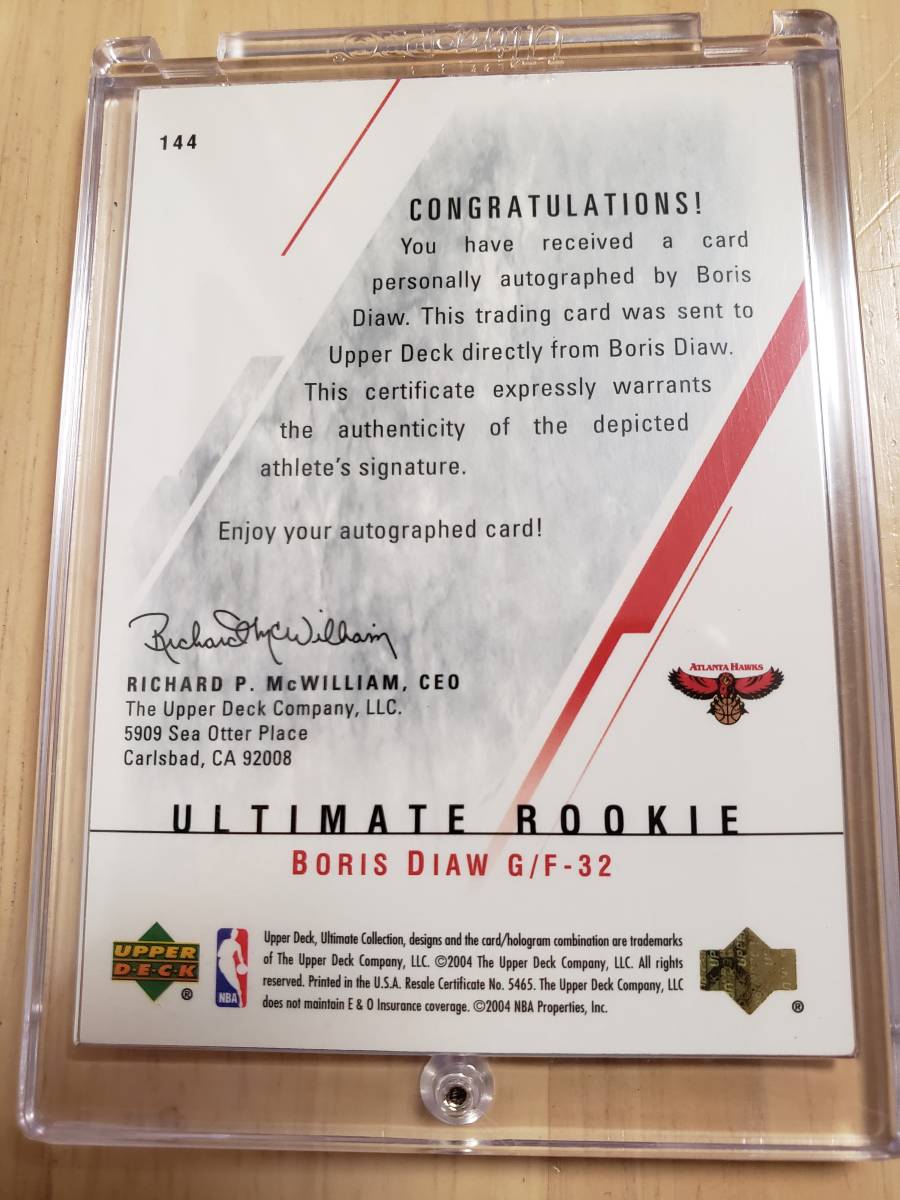 ultra·PRO
144
CONGRATULATIONS!
You have received a card
personally autographed by Boris
Diaw. This trading card was sent to
Upper Deck directly from Boris Diaw.
This certificate expressly warrants
the authenticity of the depicted
athlete's signature.
Enjoy your autographed card!
Richard McWilliam
RICHARD P. McWILLIAM, CEO
The Upper Deck Company, LLC.
5909 Sea Otter Place
Carlsbad, CA 92008
ATLANTA HAWKS
ULTIMATE ROOKIE
BORIS DIAW G/F-32
UPPER
D·E·C·K
®
NBA
Upper Deck, Ultimate Collection, designs and the card/hologram combination are trademarks
of The Upper Deck Company, LLC. ©2004 The Upper Deck Company, LLC. All rights
reserved. Printed in the U.S.A. Resale Certificate No. 5465. The Upper Deck Company, LLC
does not maintain E & O Insurance coverage. ©2004 NBA Properties, Inc.
®